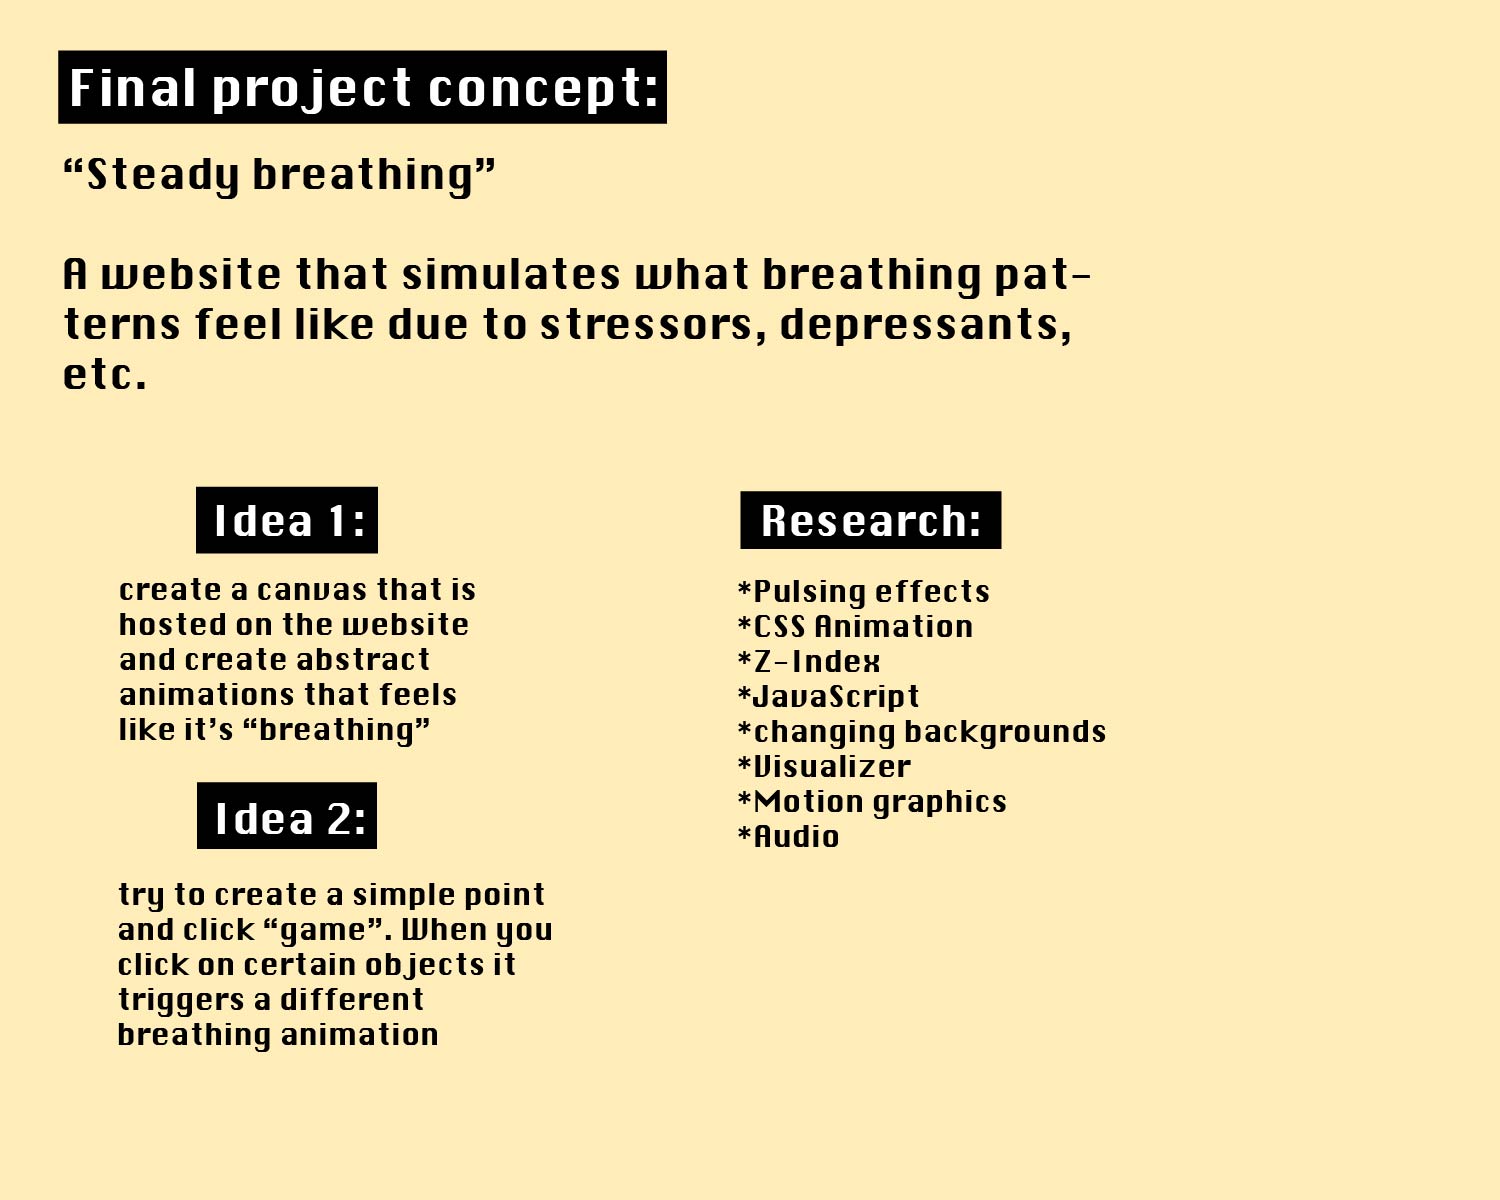 Final project concept:
“Steady breathing”
A website that simulates what breathing pat-
terns feel like due to stressors, depressants,
etc.
Idea 1:
create a canvas that is
hosted on the website
and create abstract
animations that feels
like it’s “breathing”
Idea 2:
try to create a simple point
and click “game”. When you
click on certain objects it
triggers a different
breathing animation
Research:
*Pulsing effects
*CSS Animation
*Z-Index
*JavaScript
*changing backgrounds
*Visualizer
*Motion graphics
*Audio